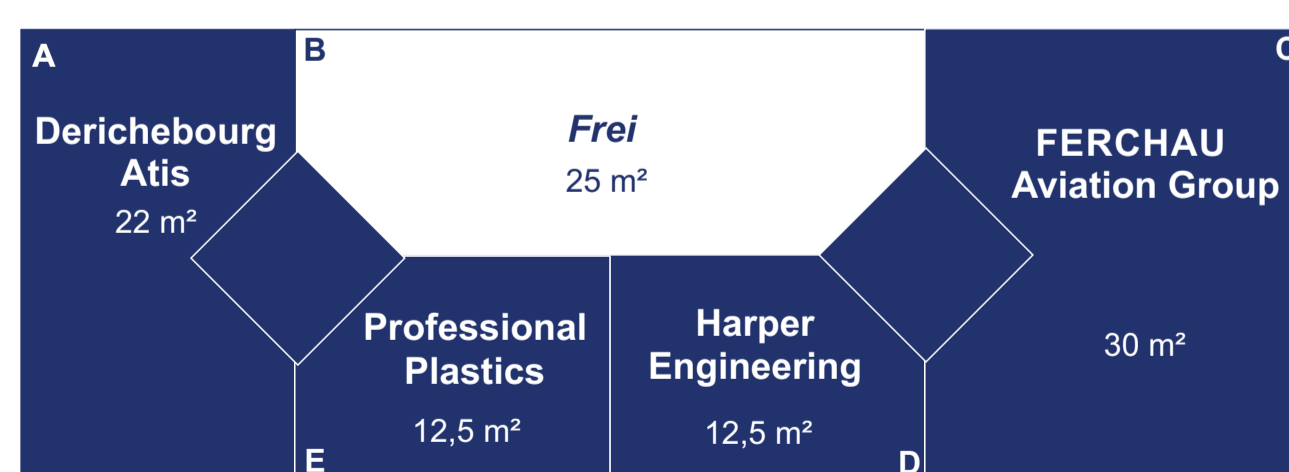 A
B
C
Derichebourg
Atis
22 m²
Frei
25 m²
FERCHAU
Aviation Group
30 m²
Professional
Plastics
12,5 m²
Harper
Engineering
12,5 m²
E
D